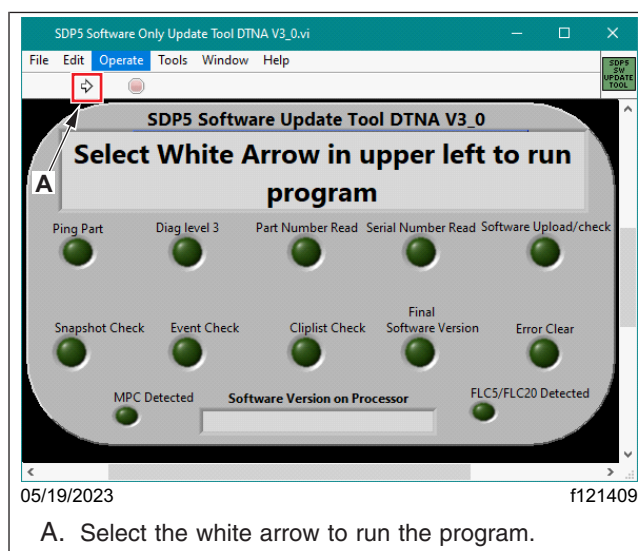 SDP5 Software Only Update Tool DTNA V3_0.vi
File Edit Operate Tools Window Help
SDP5
SW
UPDATE
TOOL
SDP5 Software Update Tool DTNA V3_0
Select White Arrow in upper left to run
program
A
Ping Part Diag level 3 Part Number Read Serial Number Read Software Upload/check
Snapshot Check Event Check Cliplist Check Final
Software Version Error Clear
MPC Detected Software Version on Processor FLC5/FLC20 Detected
05/19/2023 f121409
A. Select the white arrow to run the program.